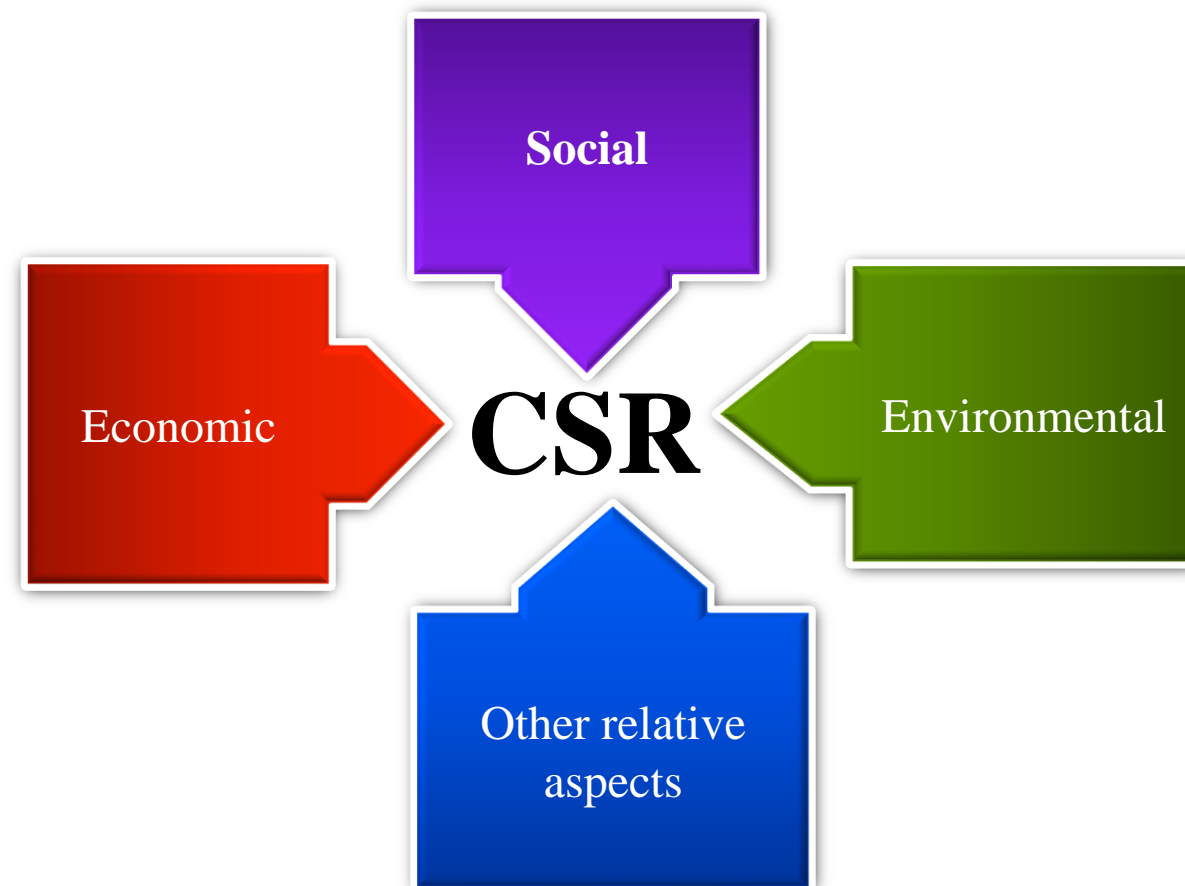 Social
Economic
CSR
Environmental
Other relative
aspects